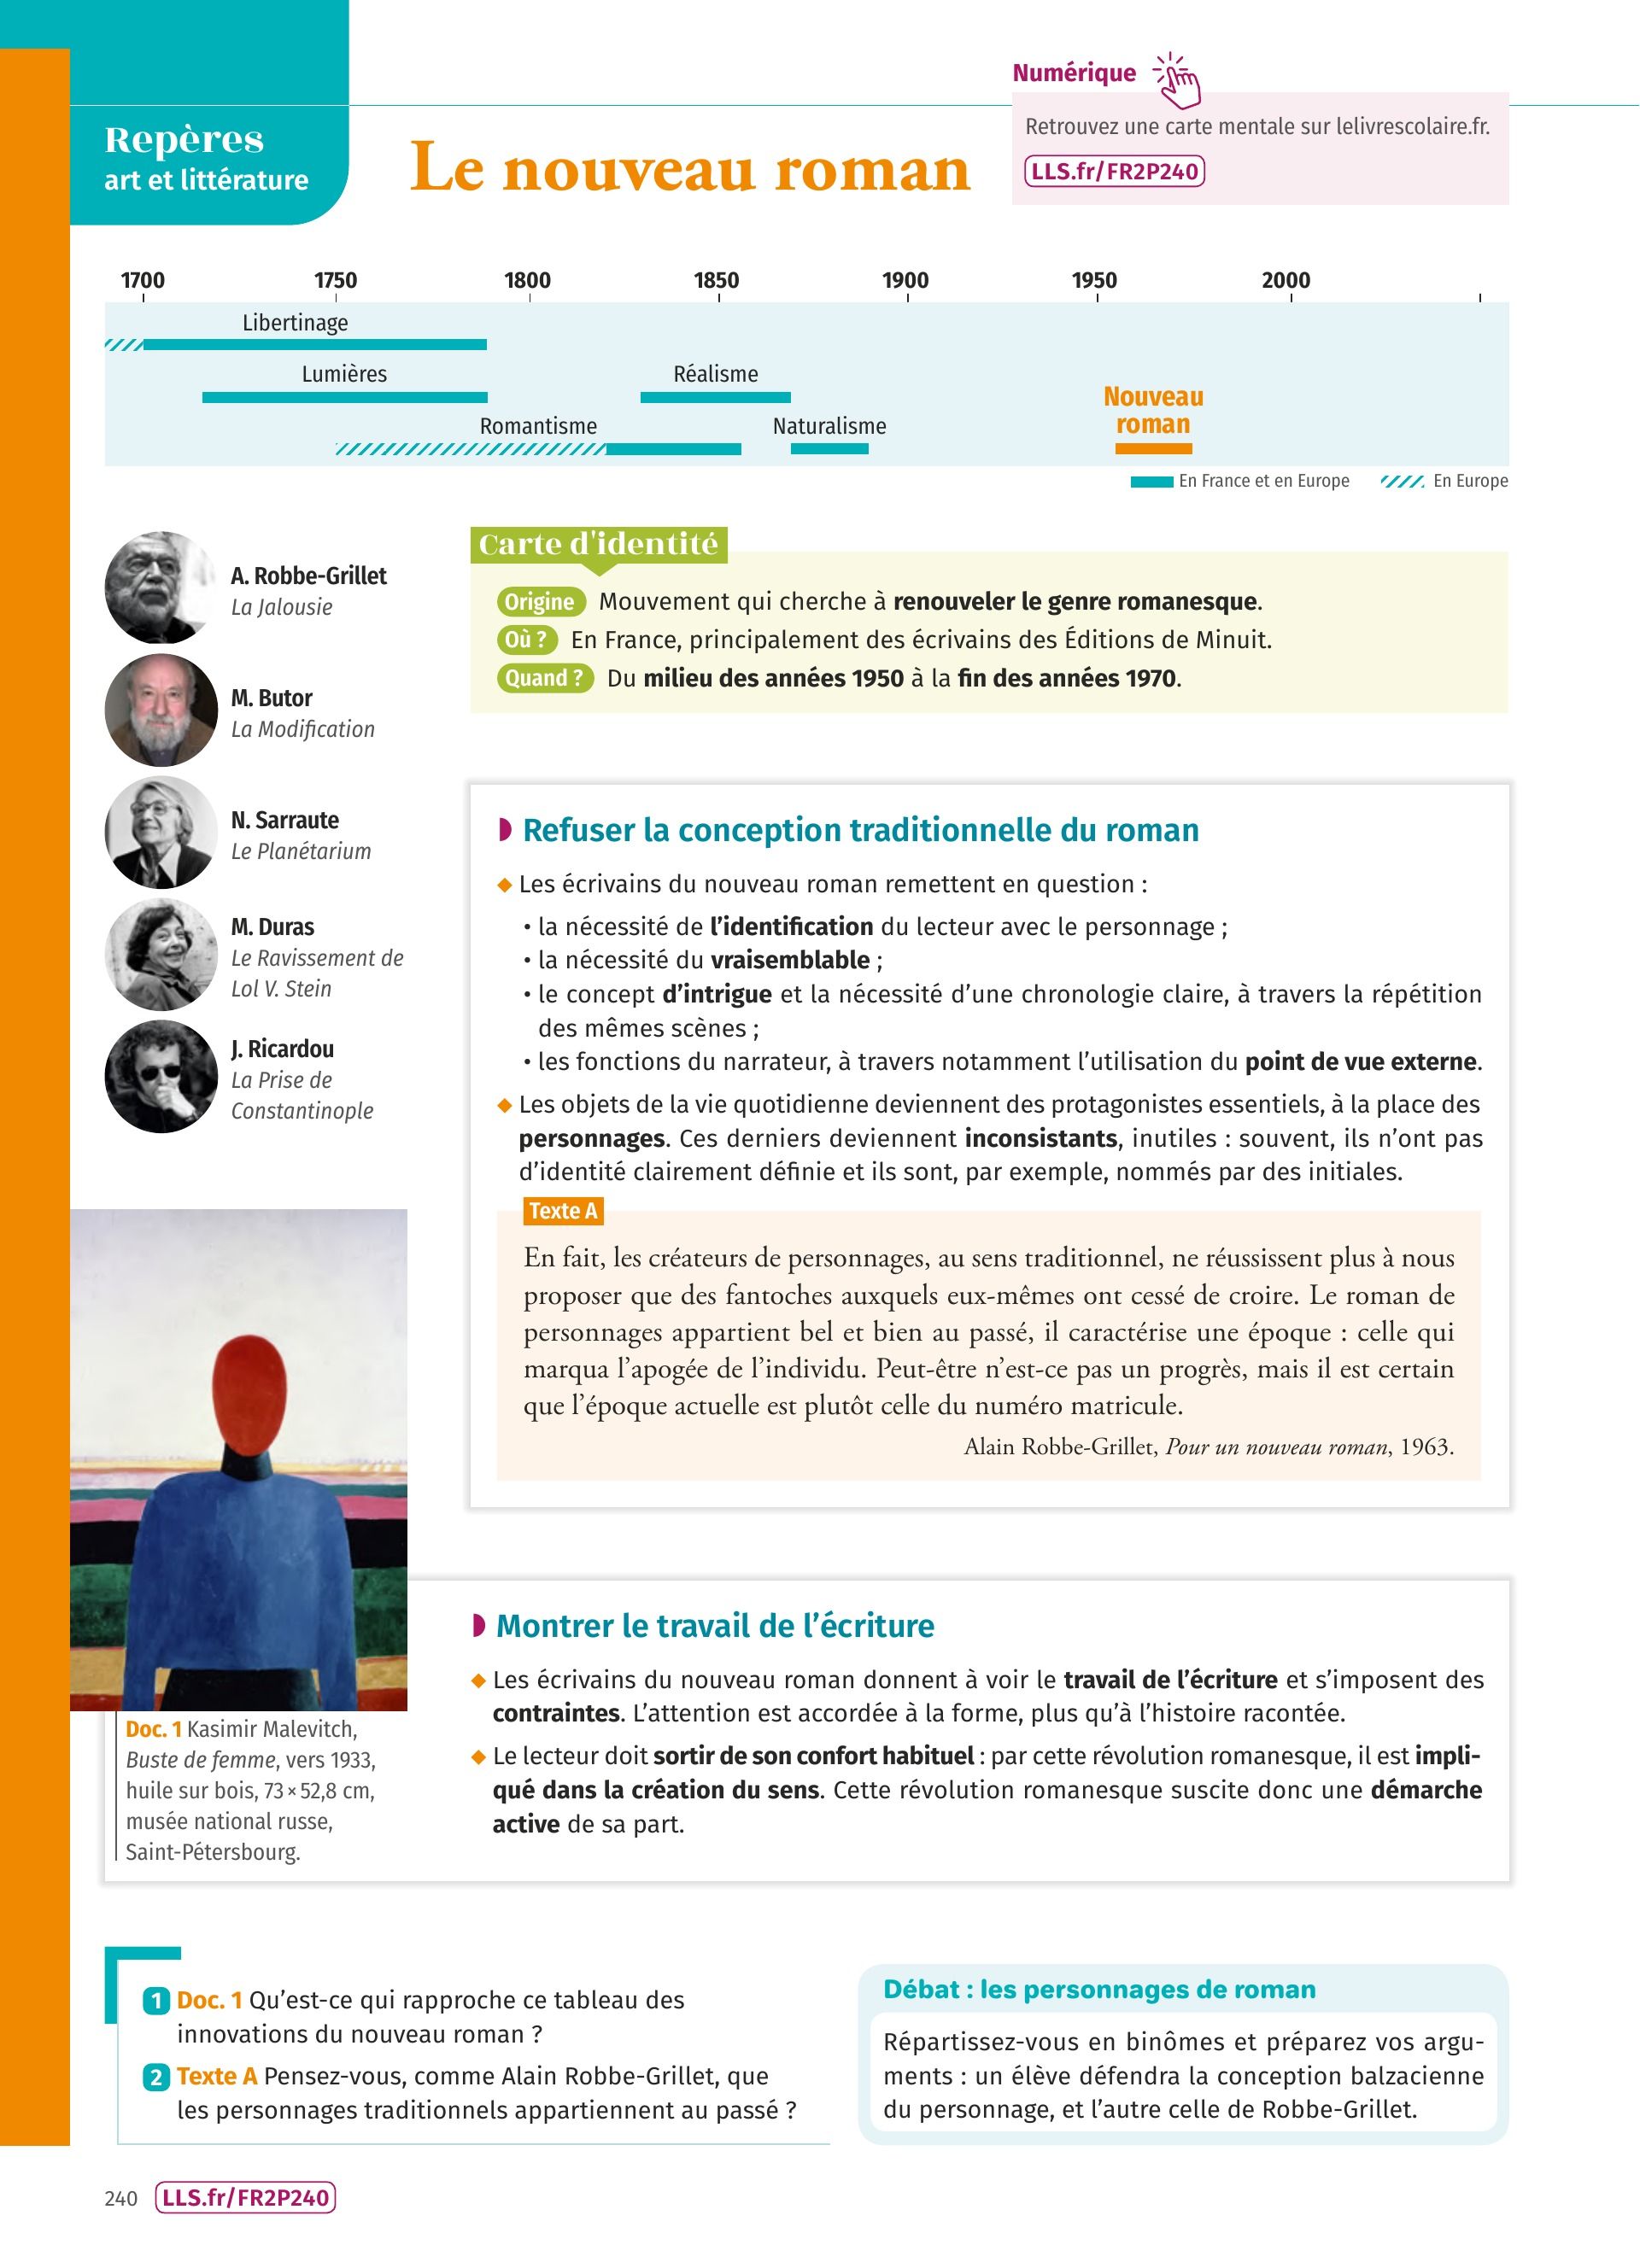 Repères
art et littérature
Le nouveau roman
Numérique
Retrouvez une carte mentale sur lelivrescolaire.fr.
LLS.fr/FR2P240
1700 1750 1800 1850 1900 1950 2000
Libertinage
Lumières
Réalisme
Romantisme
Naturalisme
Nouveau
roman
En France et en Europe
En Europe
A. Robbe-Grillet
La Jalousie
M. Butor
La Modification
N. Sarraute
Le Planétarium
M. Duras
Le Ravissement de
Lol V. Stein
J. Ricardou
La Prise de
Constantinople
Carte d'identité
Origine Mouvement qui cherche à renouveler le genre romanesque.
Où ? En France, principalement des écrivains des Éditions de Minuit.
Quand ? Du milieu des années 1950 à la fin des années 1970.
Refuser la conception traditionnelle du roman
◆ Les écrivains du nouveau roman remettent en question :
• la nécessité de l’identification du lecteur avec le personnage ;
• la nécessité du vraisemblable ;
• le concept d’intrigue et la nécessité d’une chronologie claire, à travers la répétition
des mêmes scènes ;
• les fonctions du narrateur, à travers notamment l’utilisation du point de vue externe.
◆ Les objets de la vie quotidienne deviennent des protagonistes essentiels, à la place des
personnages. Ces derniers deviennent inconsistants, inutiles : souvent, ils n’ont pas
d’identité clairement définie et ils sont, par exemple, nommés par des initiales.
Texte A
En fait, les créateurs de personnages, au sens traditionnel, ne réussissent plus à nous
proposer que des fantoches auxquels eux-mêmes ont cessé de croire. Le roman de
personnages appartient bel et bien au passé, il caractérise une époque : celle qui
marqua l’apogée de l’individu. Peut-être n’est-ce pas un progrès, mais il est certain
que l’époque actuelle est plutôt celle du numéro matricule.
Alain Robbe-Grillet, Pour un nouveau roman, 1963.
Doc. 1 Kasimir Malevitch,
Buste de femme, vers 1933,
huile sur bois, 73 × 52,8 cm,
musée national russe,
Saint-Pétersbourg.
Montrer le travail de l’écriture
◆ Les écrivains du nouveau roman donnent à voir le travail de l’écriture et s’imposent des
contraintes. L’attention est accordée à la forme, plus qu’à l’histoire racontée.
◆ Le lecteur doit sortir de son confort habituel : par cette révolution romanesque, il est impli-
qué dans la création du sens. Cette révolution romanesque suscite donc une démarche
active de sa part.
1 Doc. 1 Qu’est-ce qui rapproche ce tableau des
innovations du nouveau roman ?
2 Texte A Pensez-vous, comme Alain Robbe-Grillet, que
les personnages traditionnels appartiennent au passé ?
Débat : les personnages de roman
Répartissez-vous en binômes et préparez vos argu-
ments : un élève défendra la conception balzacienne
du personnage, et l’autre celle de Robbe-Grillet.
240 LLS.fr/FR2P240